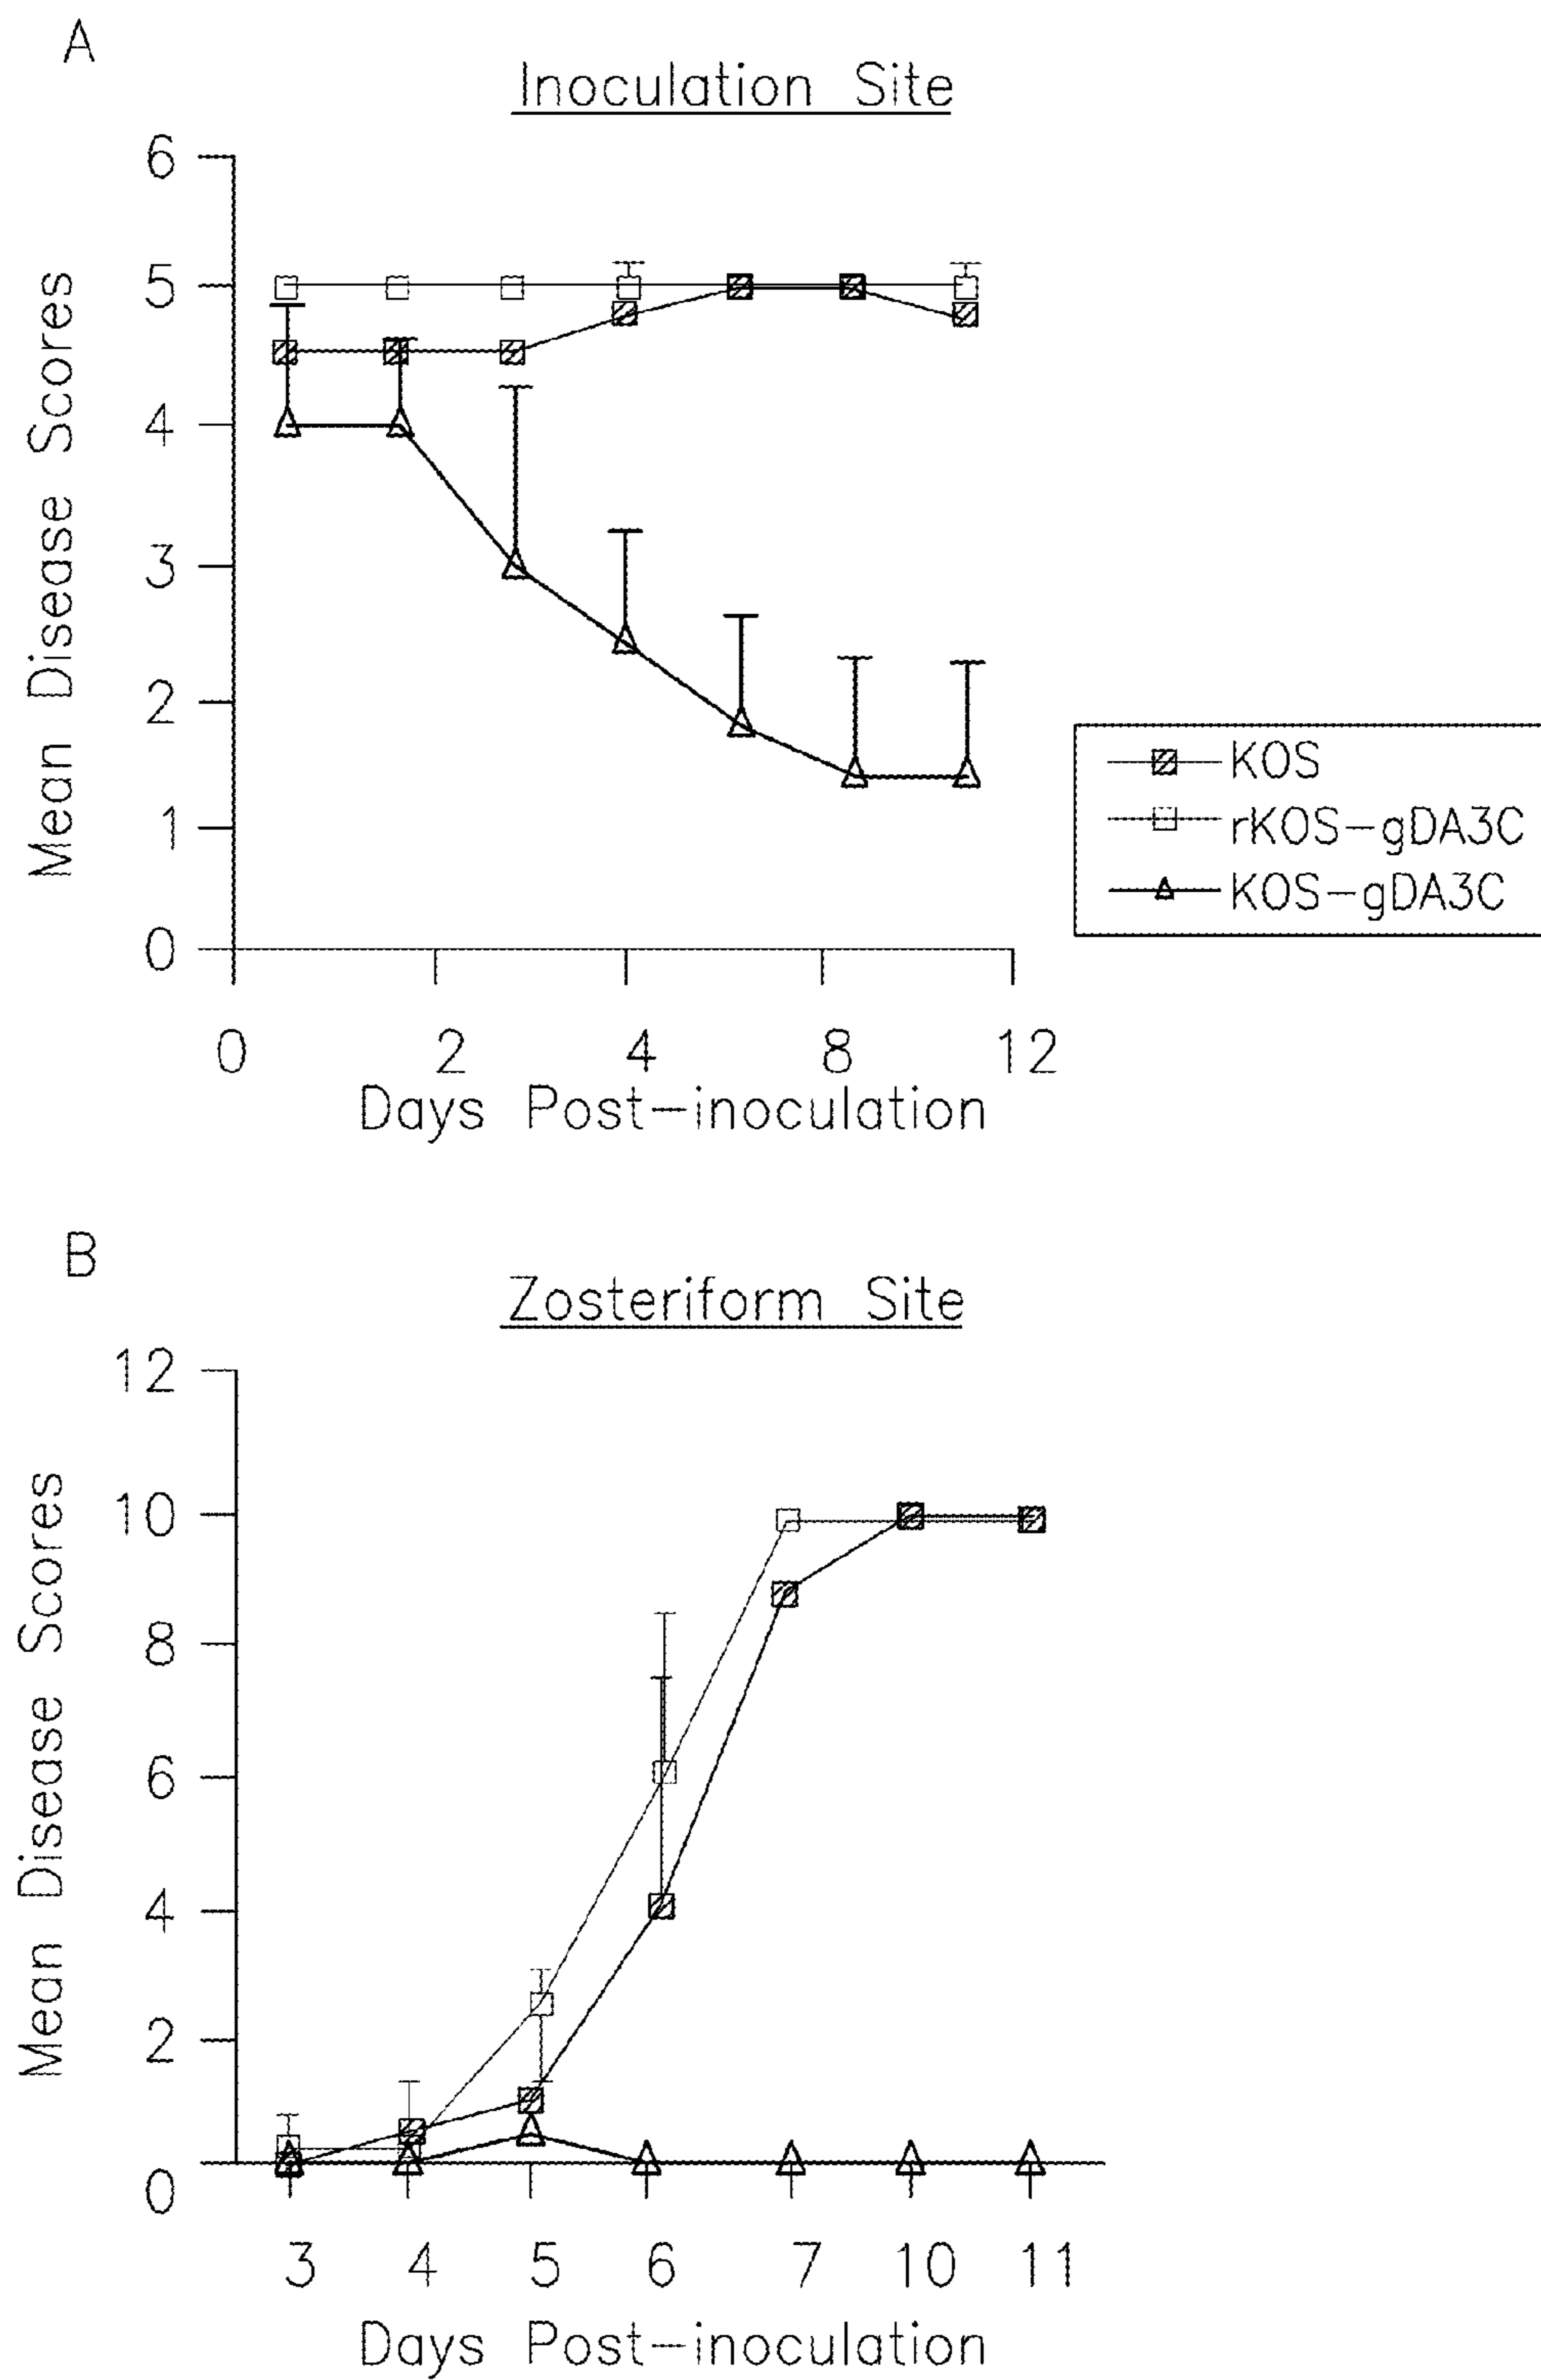 A
Inoculation Site
6
5
4
3
2
1
0
Mean Disease Scores
0 2 4 8 12
Days Post-inoculation
KOS
rKOS-gDA3C
KOS-gDA3C
B
Zosteriform Site
12
10
8
6
4
2
0
Mean Disease Scores
3 4 5 6 7 10 11
Days Post-inoculation